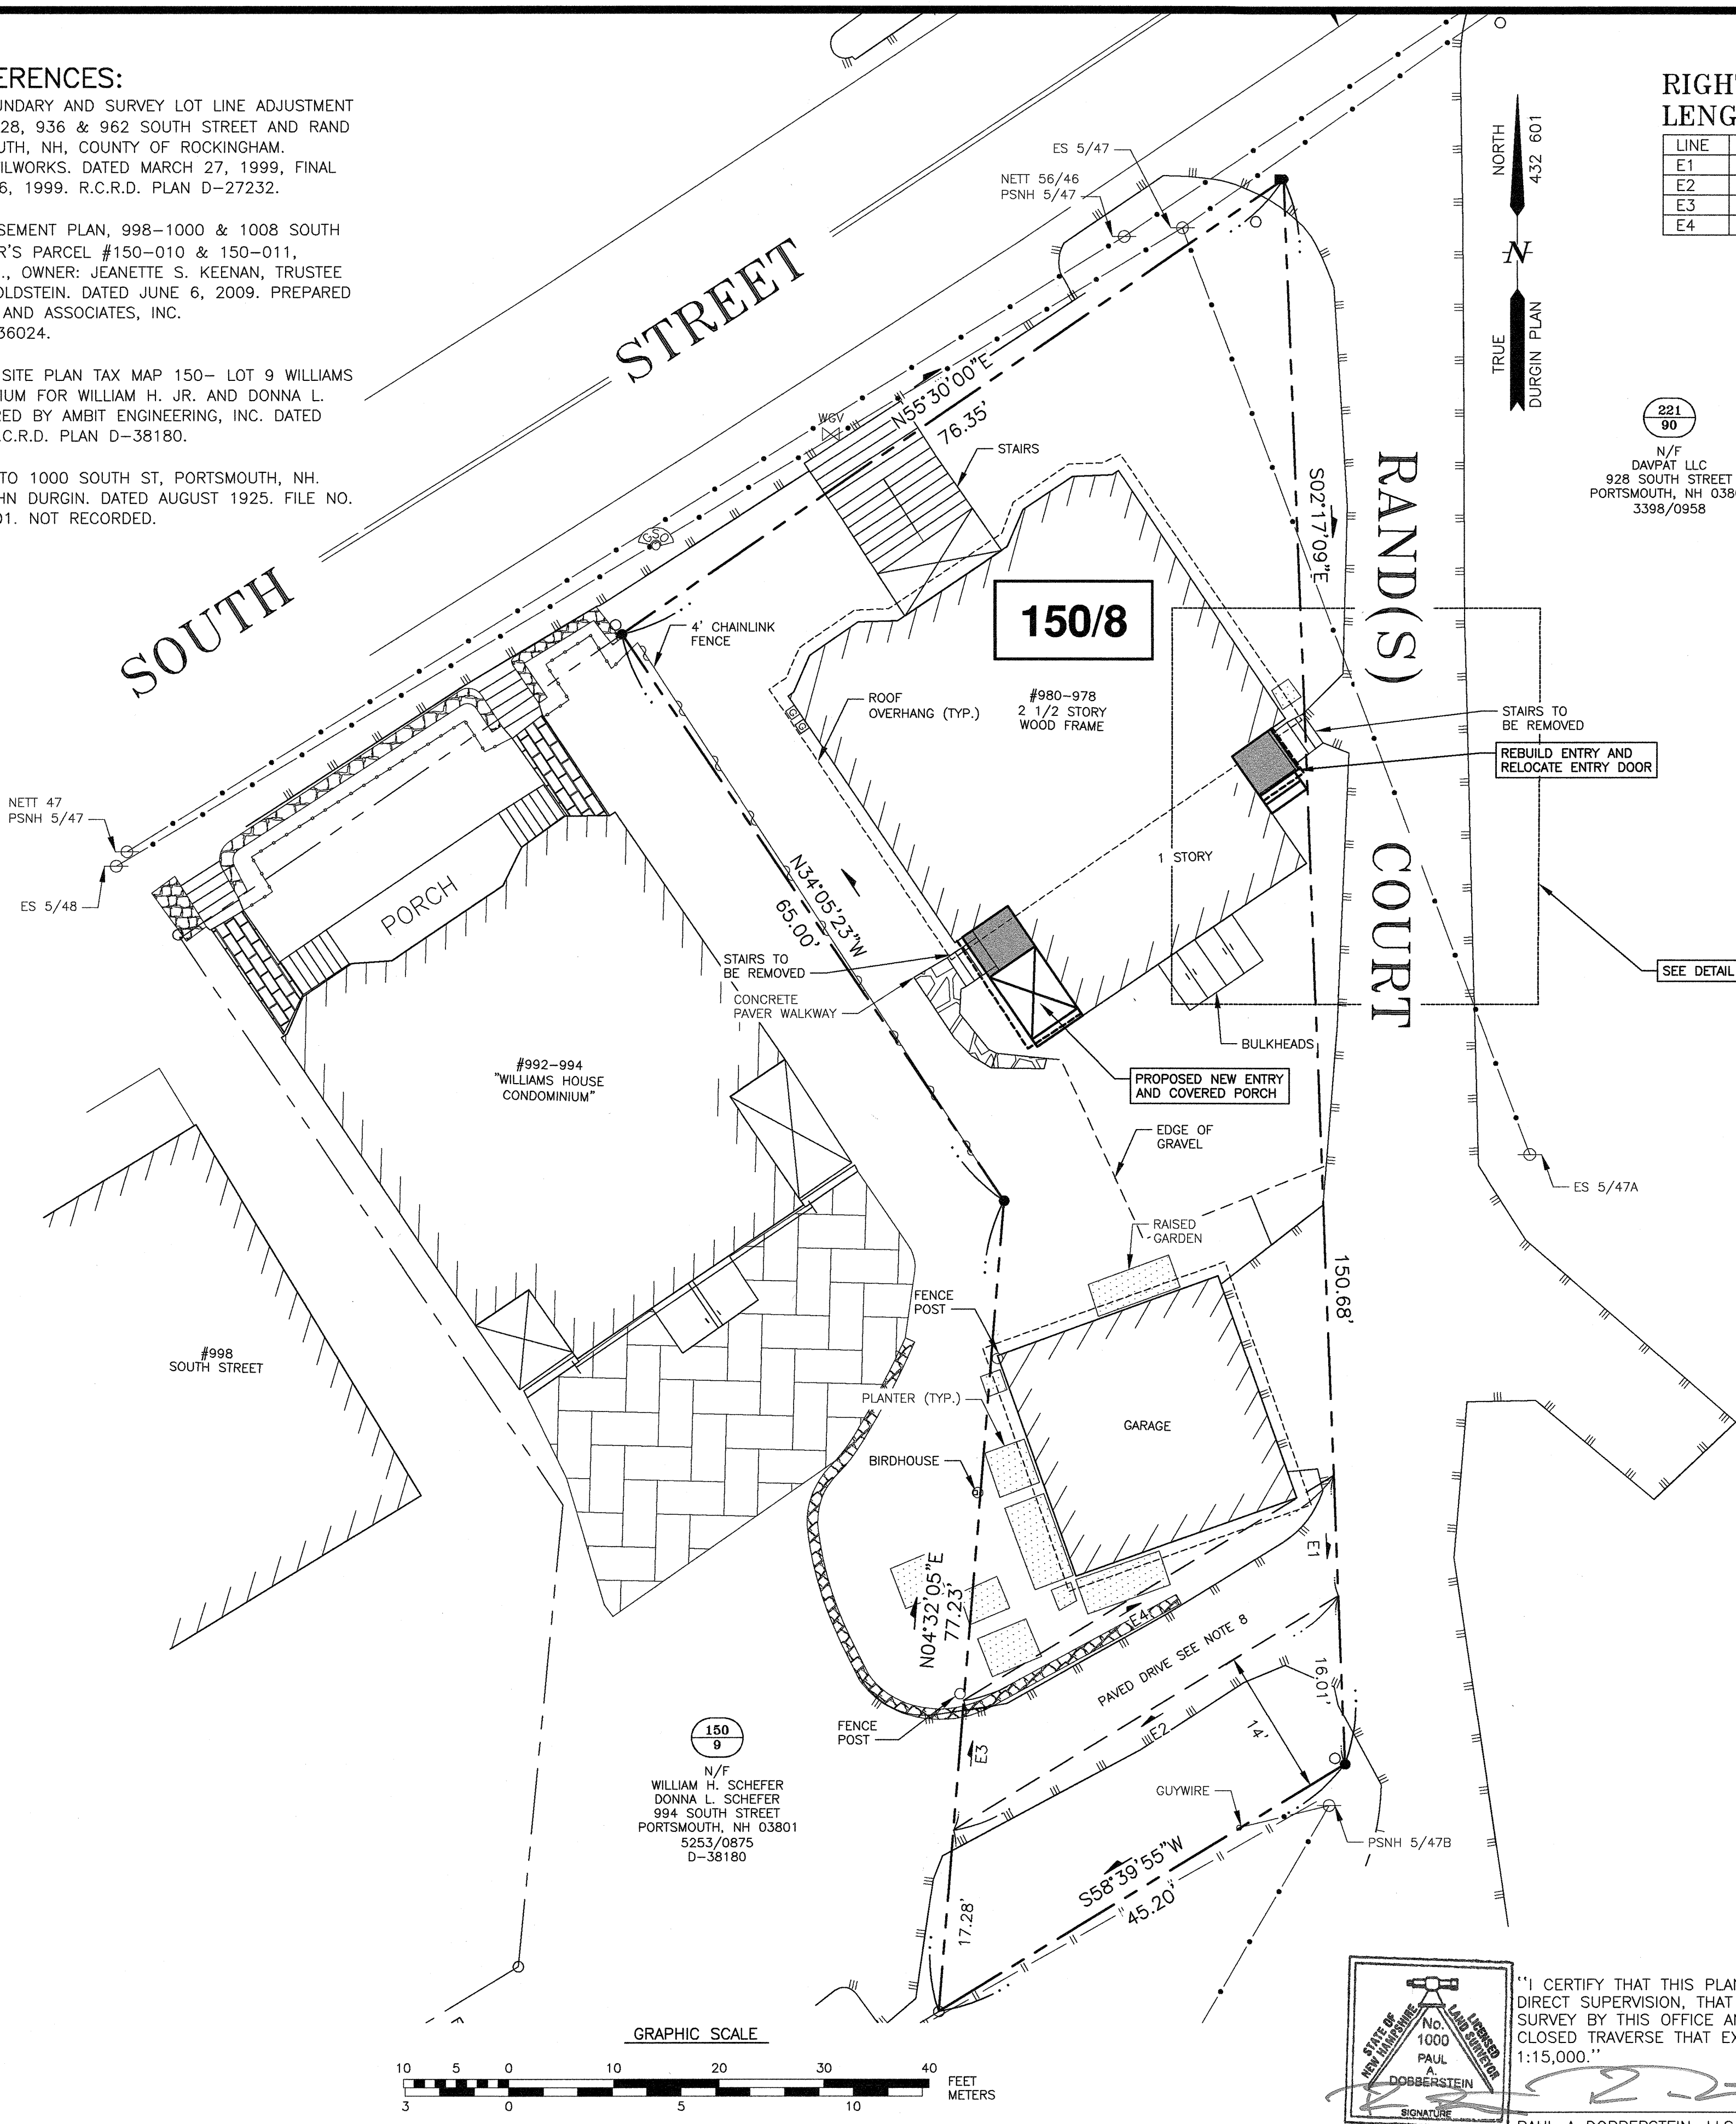 ERENCES:
UNDARY AND SURVEY LOT LINE ADJUSTMENT
28, 936 & 962 SOUTH STREET AND RAND
UTH, NH, COUNTY OF ROCKINGHAM.
ILWORKS. DATED MARCH 27, 1999, FINAL
6, 1999. R.C.R.D. PLAN D-27232.
SEMENT PLAN, 998-1000 & 1008 SOUTH
R'S PARCEL #150-010 & 150-011,
., OWNER: JEANETTE S. KEENAN, TRUSTEE
OLDSTEIN. DATED JUNE 6, 2009. PREPARED
AND ASSOCIATES, INC.
36024.
SITE PLAN TAX MAP 150- LOT 9 WILLIAMS
IUM FOR WILLIAM H. JR. AND DONNA L.
RED BY AMBIT ENGINEERING, INC. DATED
.C.R.D. PLAN D-38180.
TO 1000 SOUTH ST, PORTSMOUTH, NH.
HN DURGIN. DATED AUGUST 1925. FILE NO.
01. NOT RECORDED.
RIGH
LENG
LINE
E1
E2
E3
E4
NORTH
432 601
N
TRUE
DURGIN PLAN
221
90
N/F
DAVPAT LLC
928 SOUTH STREET
PORTSMOUTH, NH 038
3398/0958
SOUTH STREET
RAND(S) COURT
ES 5/47
NETT 56/46
PSNH 5/47
N55°30'00"E
76.35'
WGV
GSO
STAIRS
S02°17'09"E
4' CHAINLINK
FENCE
150/8
ROOF
OVERHANG (TYP.)
#980-978
2 1/2 STORY
WOOD FRAME
G
G
STAIRS TO
BE REMOVED
REBUILD ENTRY AND
RELOCATE ENTRY DOOR
NETT 47
PSNH 5/47
ES 5/48
PORCH
1 STORY
N34°05'23"W
65.00'
STAIRS TO
BE REMOVED
CONCRETE
PAVER WALKWAY
SEE DETAIL
BULKHEADS
#992-994
"WILLIAMS HOUSE
CONDOMINIUM"
PROPOSED NEW ENTRY
AND COVERED PORCH
EDGE OF
GRAVEL
ES 5/47A
RAISED
GARDEN
150.68'
FENCE
POST
#998
SOUTH STREET
PLANTER (TYP.)
GARAGE
BIRDHOUSE
E1
N04°32'05"E
77.23'
E4
PAVED DRIVE SEE NOTE 8
16.01'
FENCE
POST
E3
E2
14'
150
9
N/F
WILLIAM H. SCHEFER
DONNA L. SCHEFER
994 SOUTH STREET
PORTSMOUTH, NH 03801
5253/0875
D-38180
GUYWIRE
PSNH 5/47B
S58°39'55"W
45.20'
17.28'
GRAPHIC SCALE
10 5 0 10 20 30 40
FEET
METERS
3 0 5 10
STATE OF NEW HAMPSHIRE
LICENSED LAND SURVEYOR
No.
1000
PAUL
A.
DOBBERSTEIN
SIGNATURE
"I CERTIFY THAT THIS PLA
DIRECT SUPERVISION, THAT
SURVEY BY THIS OFFICE A
CLOSED TRAVERSE THAT E
1:15,000."
PAUL A DOBBERSTEIN